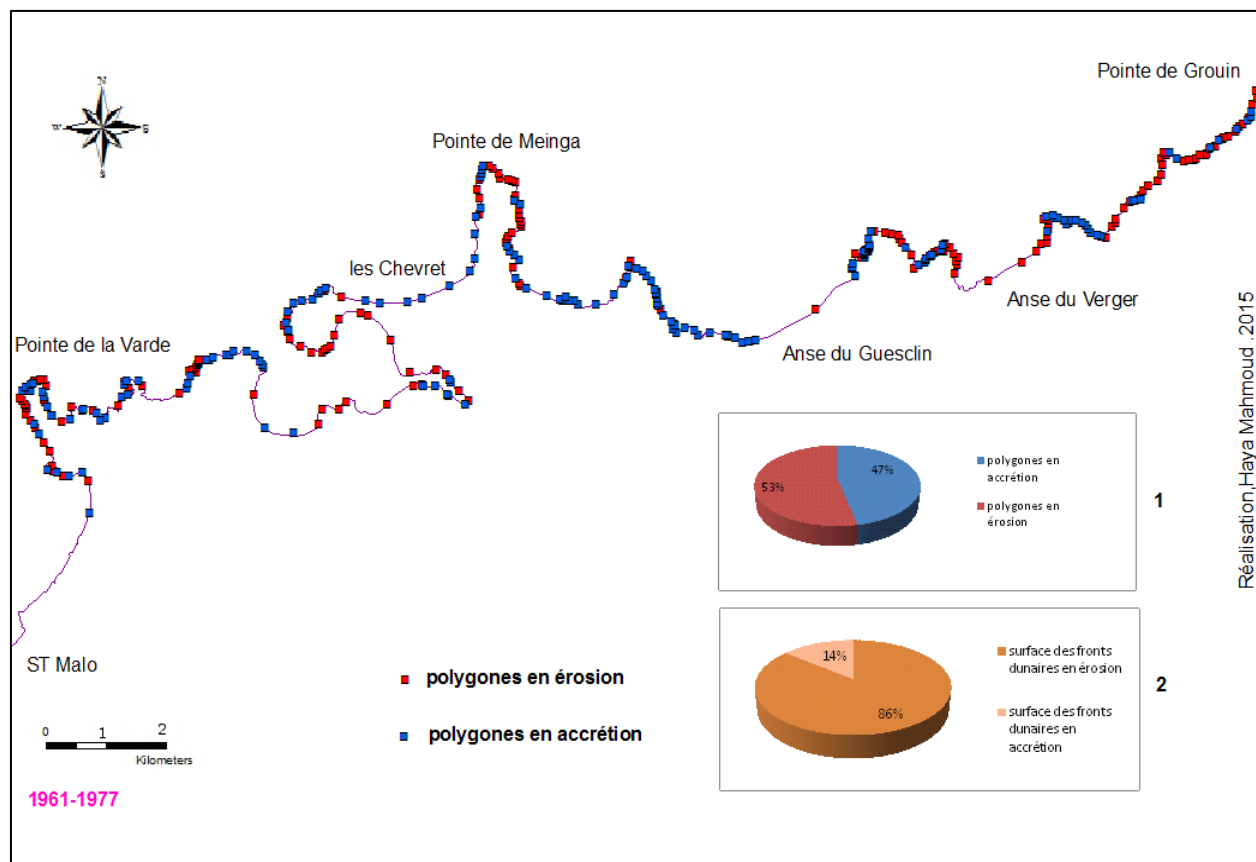 N
W
E
S
Pointe de Grouin
Pointe de Meinga
les Chevret
Anse du Verger
Pointe de la Varde
Anse du Guesclin
47%
53%
polygones en
accrétion
polygones en
érosion
1
14%
86%
surface des fronts
dunaires en érosion
surface des fronts
dunaires en
accrétion
2
ST Malo
polygones en érosion
polygones en accrétion
0 1 2
Kilometers
1961-1977
Réalisation,Haya Mahmoud .2015